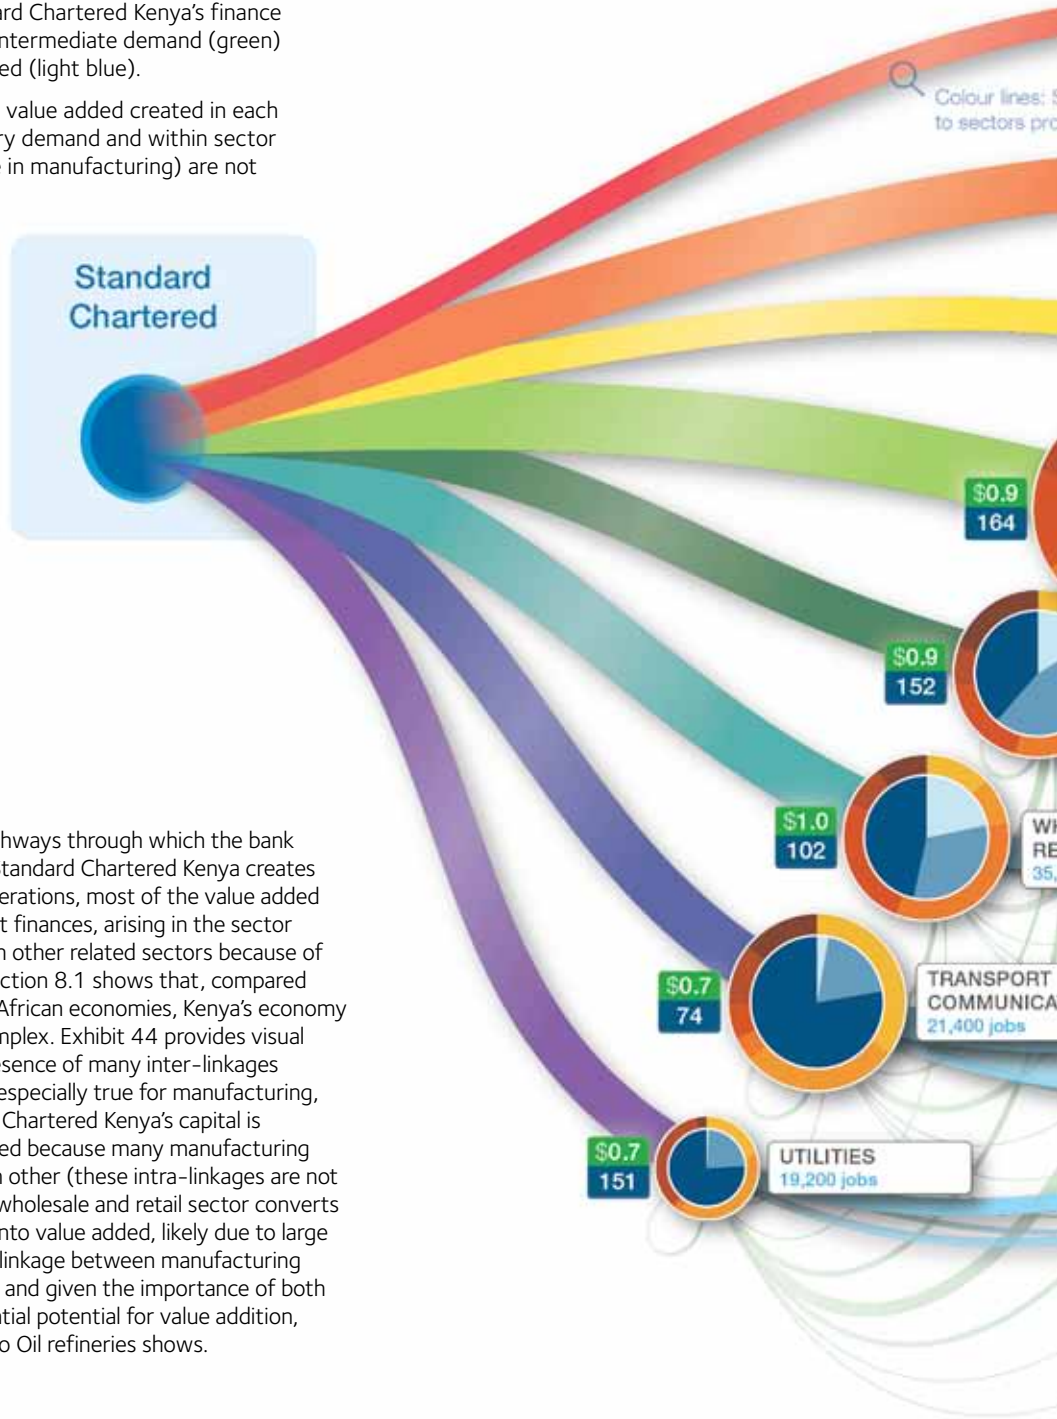 ard Chartered Kenya's finance
ntermediate demand (green)
ed (light blue).
value added created in each
ry demand and within sector
in manufacturing) are not
Colour lines:
to sectors
Standard
Chartered
$0.9
164
$0.9
152
$1.0
102
WH
RE
35,
$0.7
74
TRANSPORT
COMMUNICA
21,400 jobs
$0.7
151
UTILITIES
19,200 jobs
hways through which the bank
Standard Chartered Kenya creates
erations, most of the value added
t finances, arising in the sector
n other related sectors because of
ction 8.1 shows that, compared
African economies, Kenya's economy
mplex. Exhibit 44 provides visual
esence of many inter-linkages
especially true for manufacturing,
Chartered Kenya's capital is
ed because many manufacturing
h other (these intra-linkages are not
wholesale and retail sector converts
nto value added, likely due to large
linkage between manufacturing
and given the importance of both
ntial potential for value addition,
o Oil refineries shows.